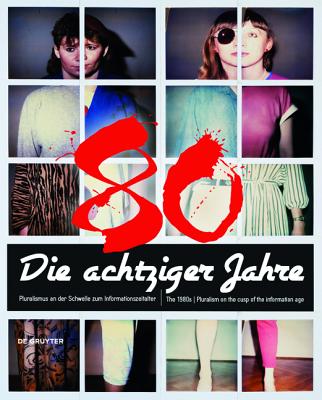 80
Die achtziger Jahre
Pluralismus an der Schwelle zum Informationszeitalter | The 1980s | Pluralism on the cusp of the information age
DE GRUYTER